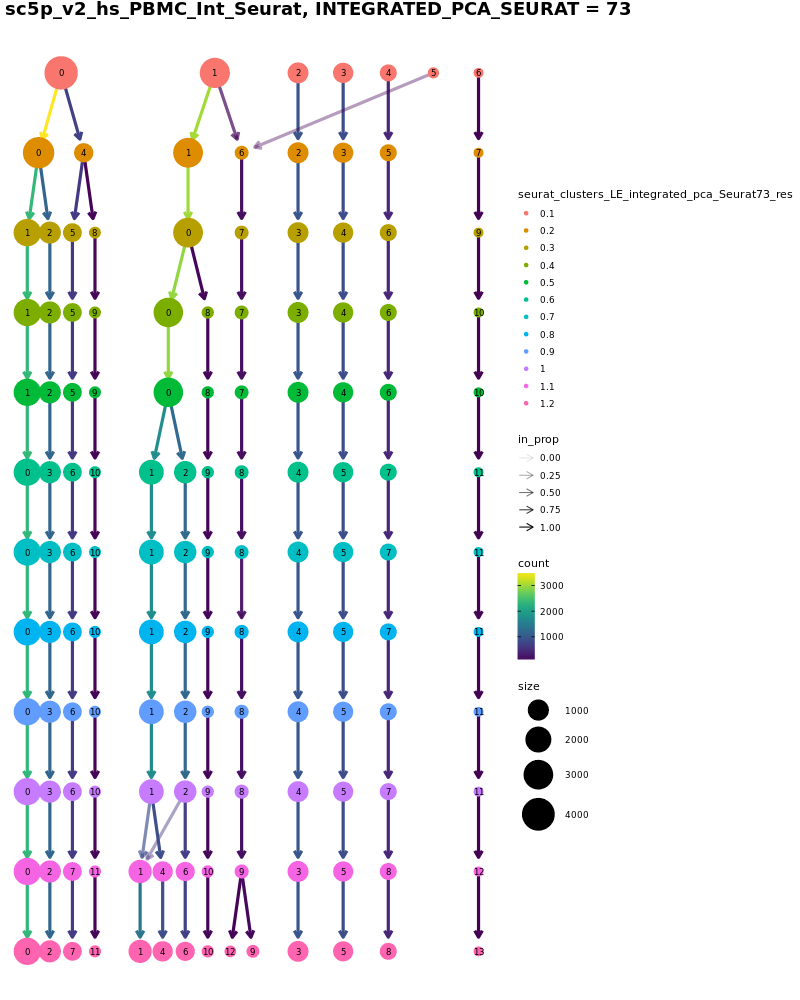 sc5p_v2_hs_PBMC_Int_Seurat, INTEGRATED_PCA_SEURAT = 73
0 1 2 3 4 5 6
0 4 1 6 2 3 5 7
1 2 5 8 0 7 3 4 6 9
1 2 5 9 0 8 7 3 4 6 10
1 2 5 9 0 8 7 3 4 6 10
0 3 6 10 1 2 9 8 4 5 7 11
0 3 6 10 1 2 9 8 4 5 7 11
0 3 6 10 1 2 9 8 4 5 7 11
0 3 6 10 1 2 9 8 4 5 7 11
0 3 6 10 1 2 9 8 4 5 7 11
0 2 7 11 1 4 6 10 9 3 5 8 12
0 2 7 11 1 4 6 10 12 9 3 5 8 13
seurat_clusters_LE_integrated_pca_Seurat73_res
0.1
0.2
0.3
0.4
0.5
0.6
0.7
0.8
0.9
1
1.1
1.2
in_prop
0.00
0.25
0.50
0.75
1.00
count
3000
2000
1000
size
1000
2000
3000
4000